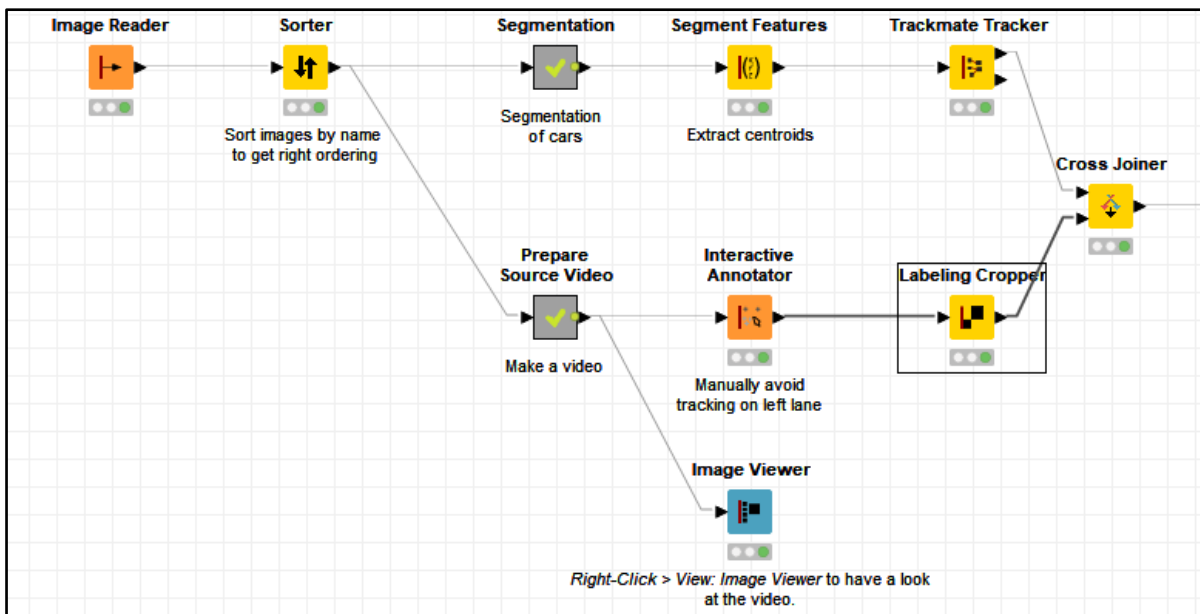 Image Reader
Sorter
Segmentation
Segment Features
Trackmate Tracker
Sort images by name
to get right ordering
Segmentation
of cars
Extract centroids
Cross Joiner
Prepare
Source Video
Interactive
Annotator
Labeling Cropper
Make a video
Manually avoid
tracking on left lane
Image Viewer
Right-Click > View: Image Viewer to have a look
at the video.